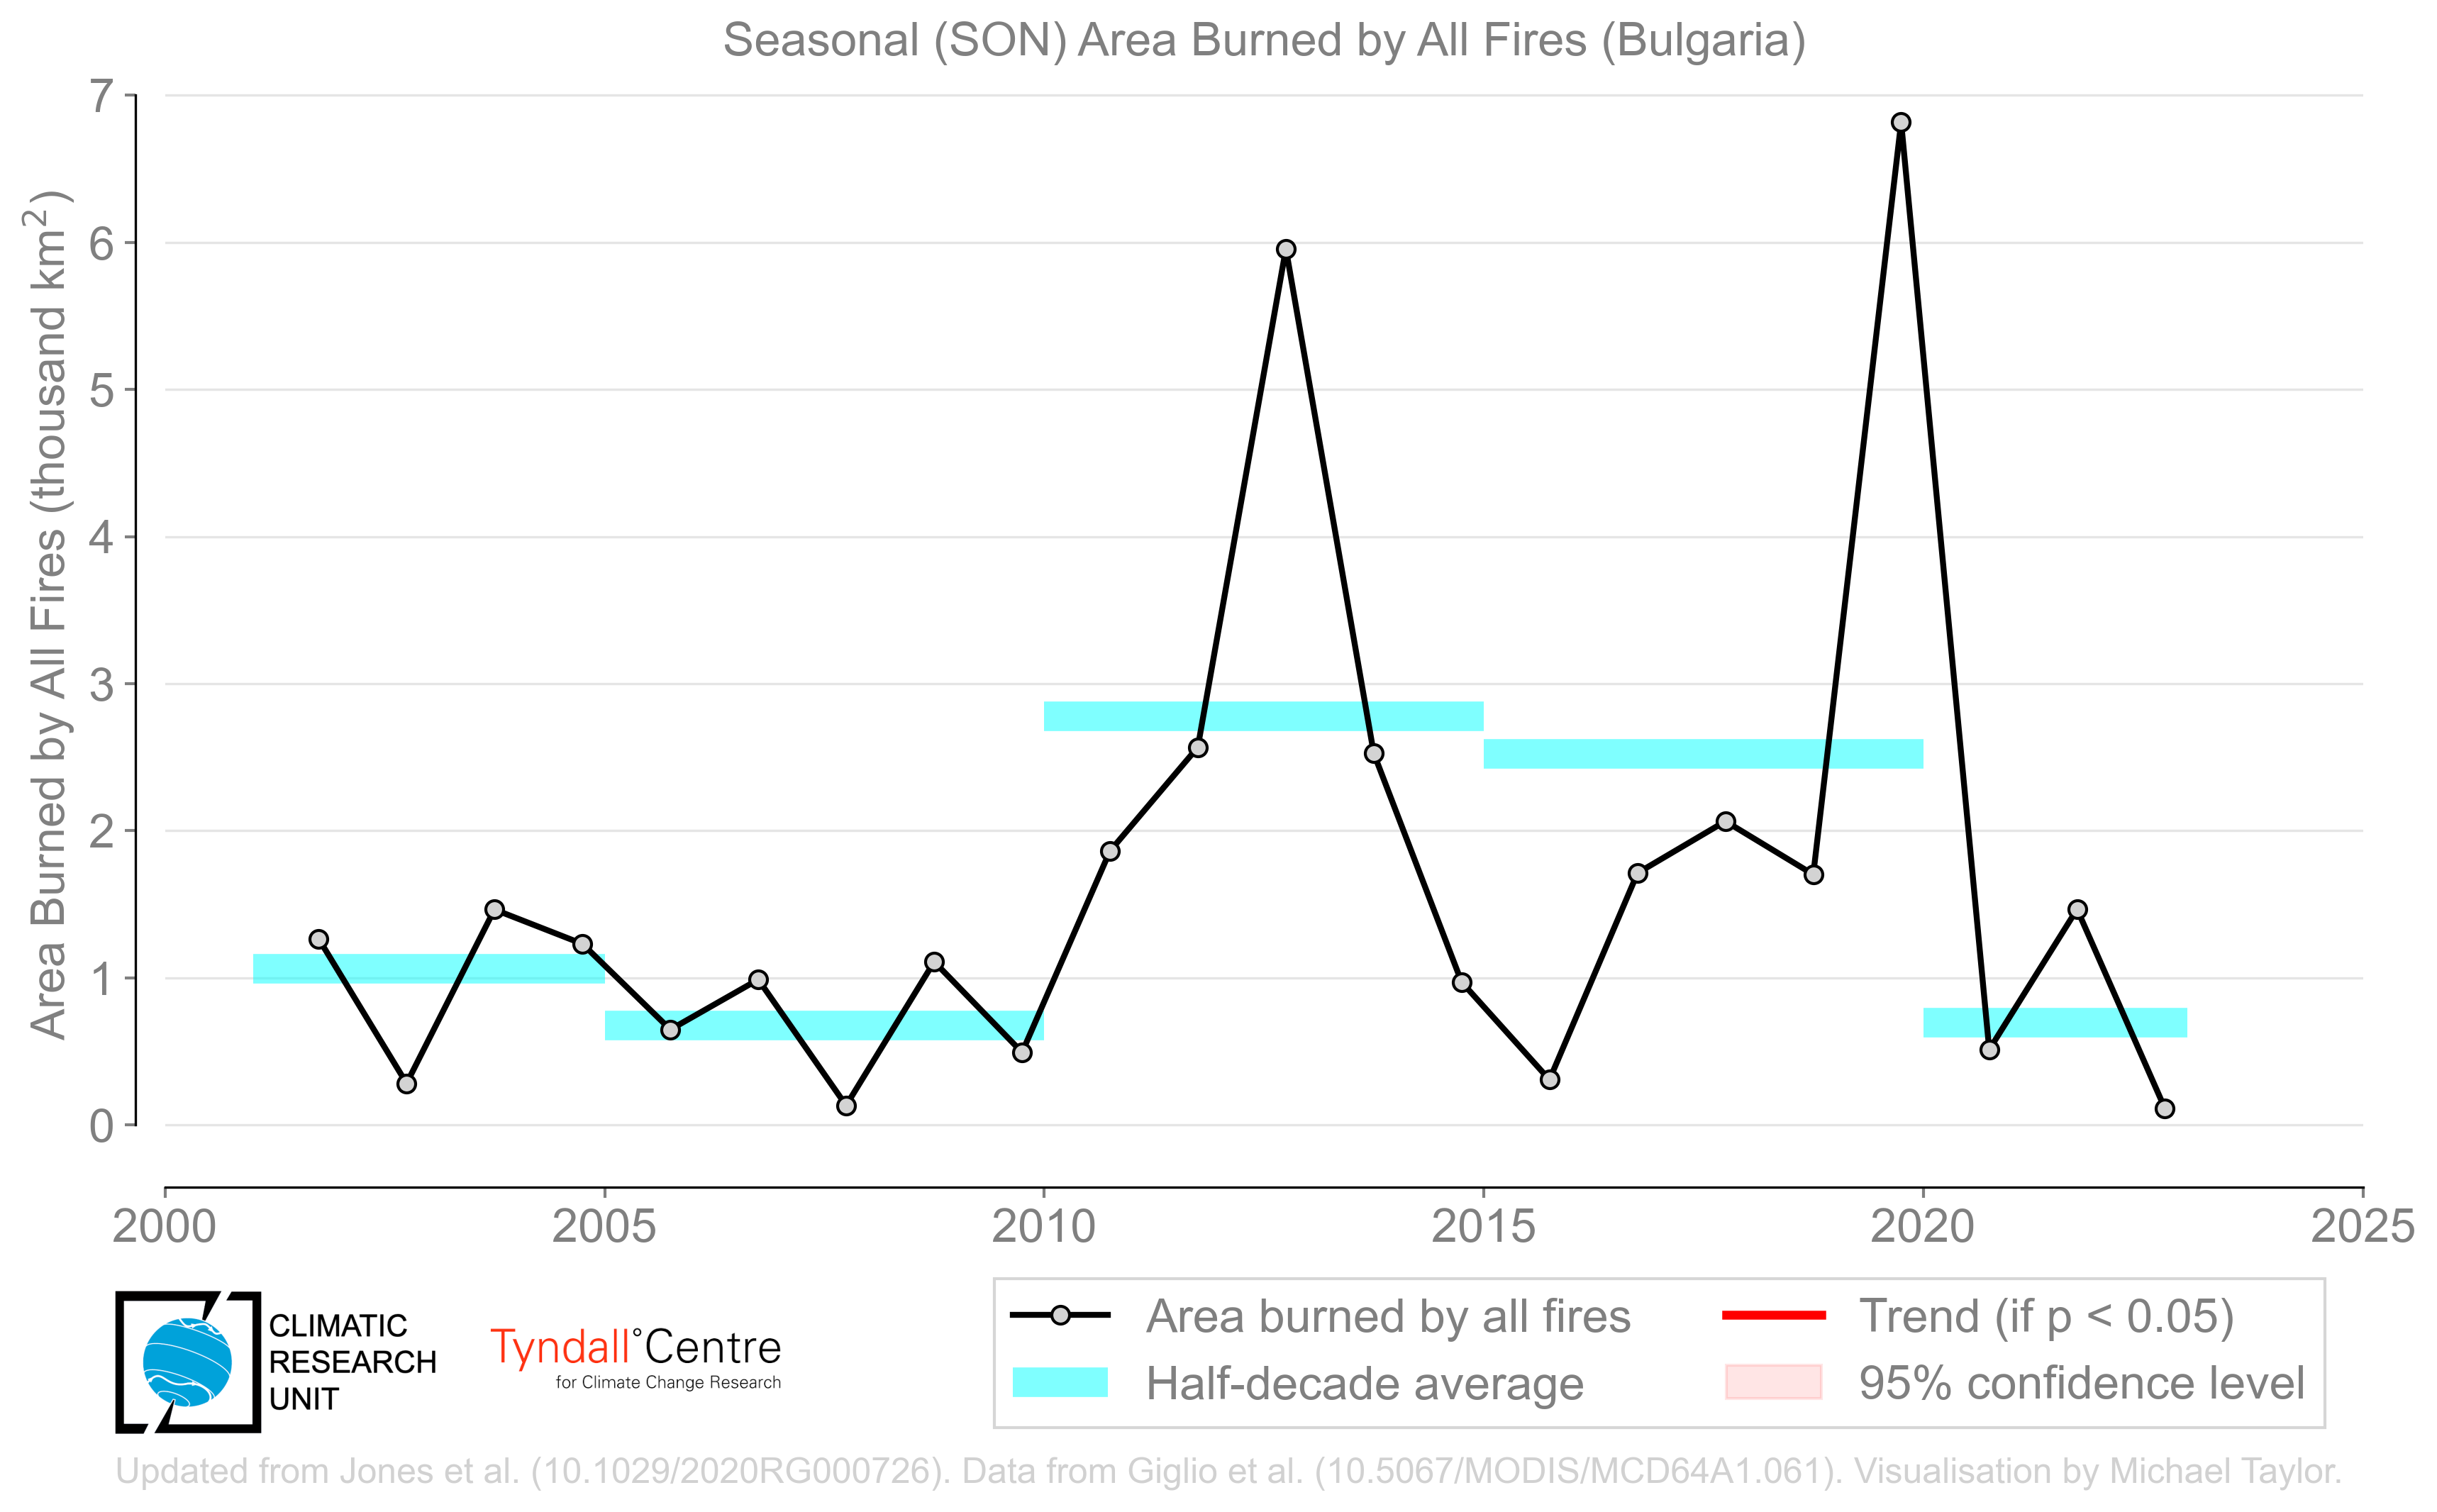 Seasonal (SON) Area Burned by All Fires (Bulgaria)
Area Burned by All Fires (thousand km²)
7
6
5
4
3
2
1
0
2000 2005 2010 2015 2020 2025
CLIMATIC
RESEARCH
UNIT
Tyndall°Centre
for Climate Change Research
Area burned by all fires
Half-decade average
Trend (if p < 0.05)
95% confidence level
Updated from Jones et al. (10.1029/2020RG000726). Data from Giglio et al. (10.5067/MODIS/MCD64A1.061). Visualisation by Michael Taylor.